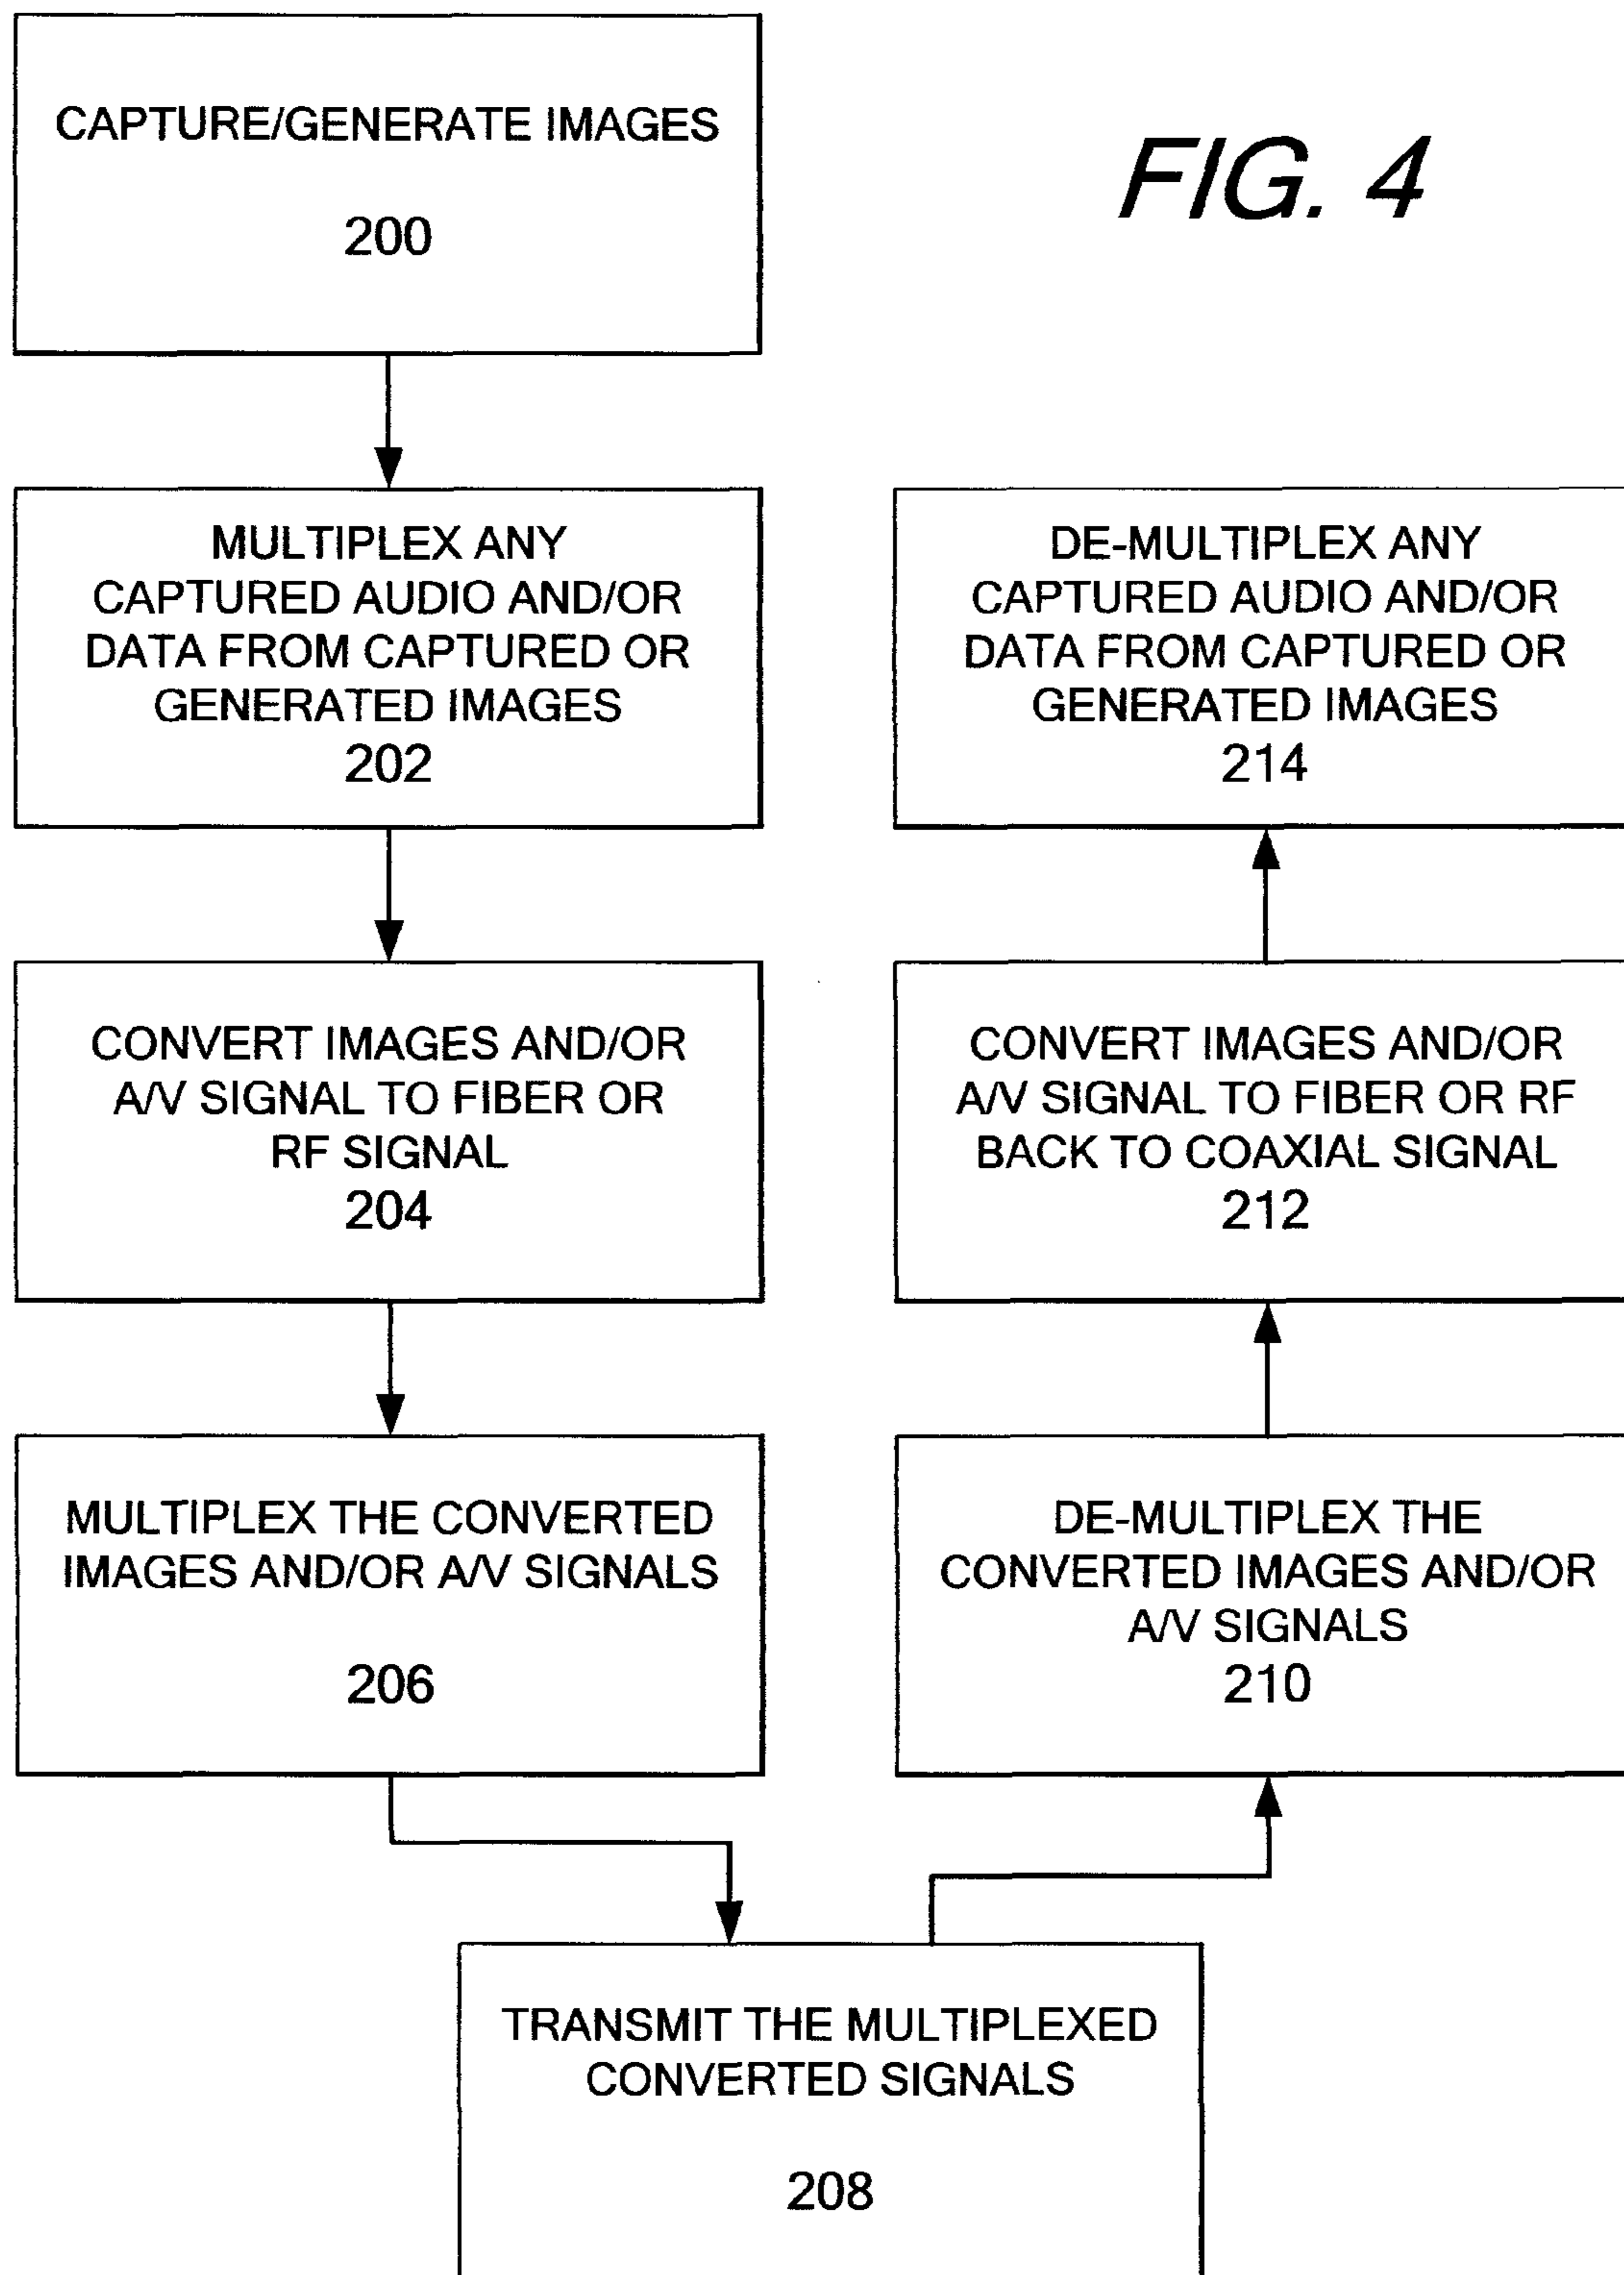 CAPTURE/GENERATE IMAGES
200
FIG. 4
MULTIPLEX ANY
CAPTURED AUDIO AND/OR
DATA FROM CAPTURED OR
GENERATED IMAGES
202
CONVERT IMAGES AND/OR
A/V SIGNAL TO FIBER OR
RF SIGNAL
204
MULTIPLEX THE CONVERTED
IMAGES AND/OR A/V SIGNALS
206
TRANSMIT THE MULTIPLEXED
CONVERTED SIGNALS
208
DE-MULTIPLEX THE
CONVERTED IMAGES AND/OR
A/V SIGNALS
210
CONVERT IMAGES AND/OR
A/V SIGNAL TO FIBER OR RF
BACK TO COAXIAL SIGNAL
212
DE-MULTIPLEX ANY
CAPTURED AUDIO AND/OR
DATA FROM CAPTURED OR
GENERATED IMAGES
214